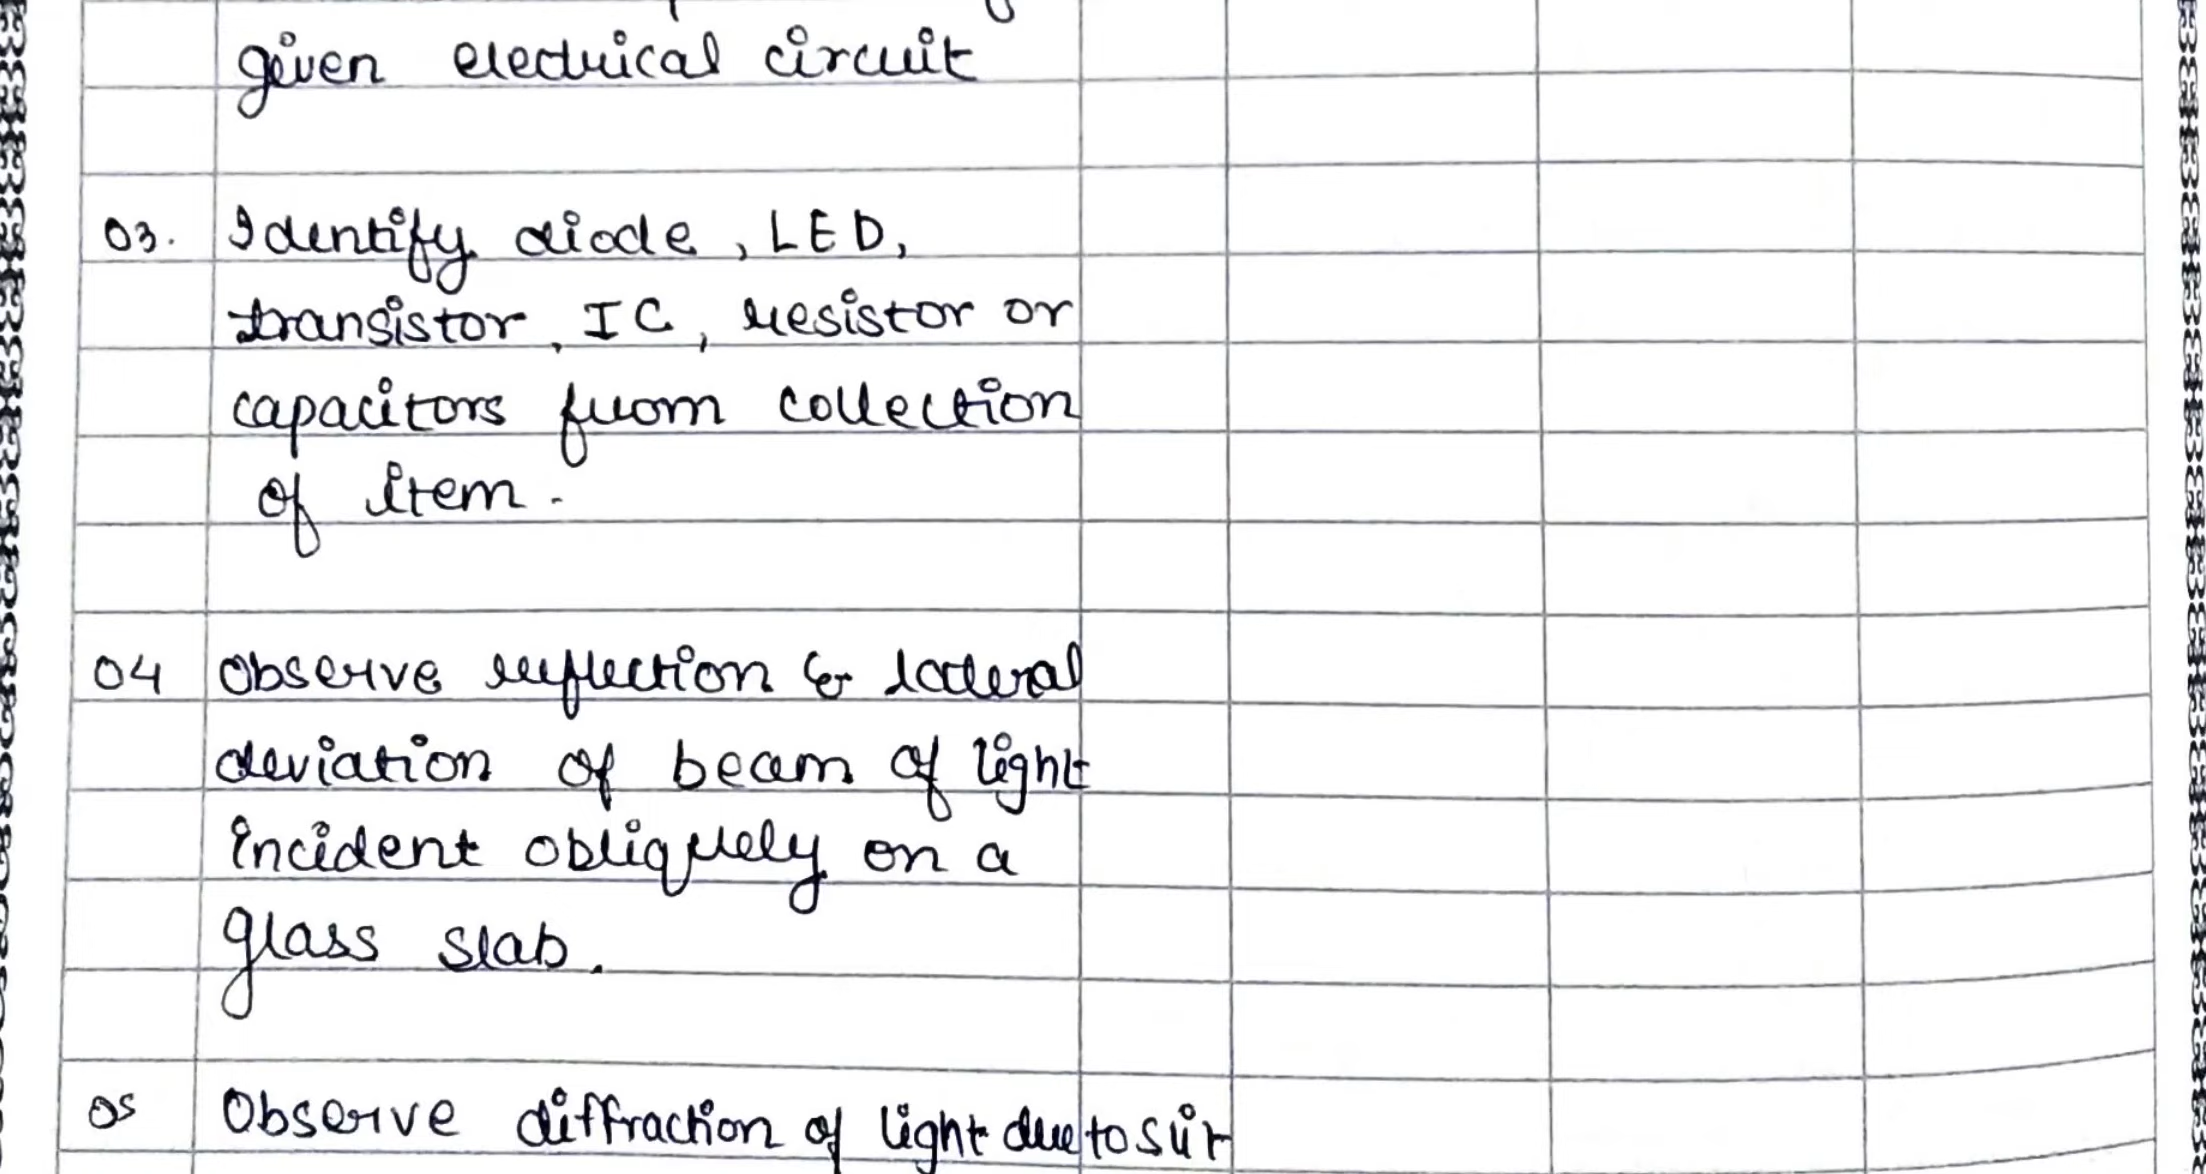 given electrical circuit
03. Identify diode, LED,
transistor, IC, resistor or
capacitors from collection
of item.
04 Observe reflection & lateral
deviation of beam of light
incident obliquely on a
glass slab.
05 Observe diffraction of light due to slit